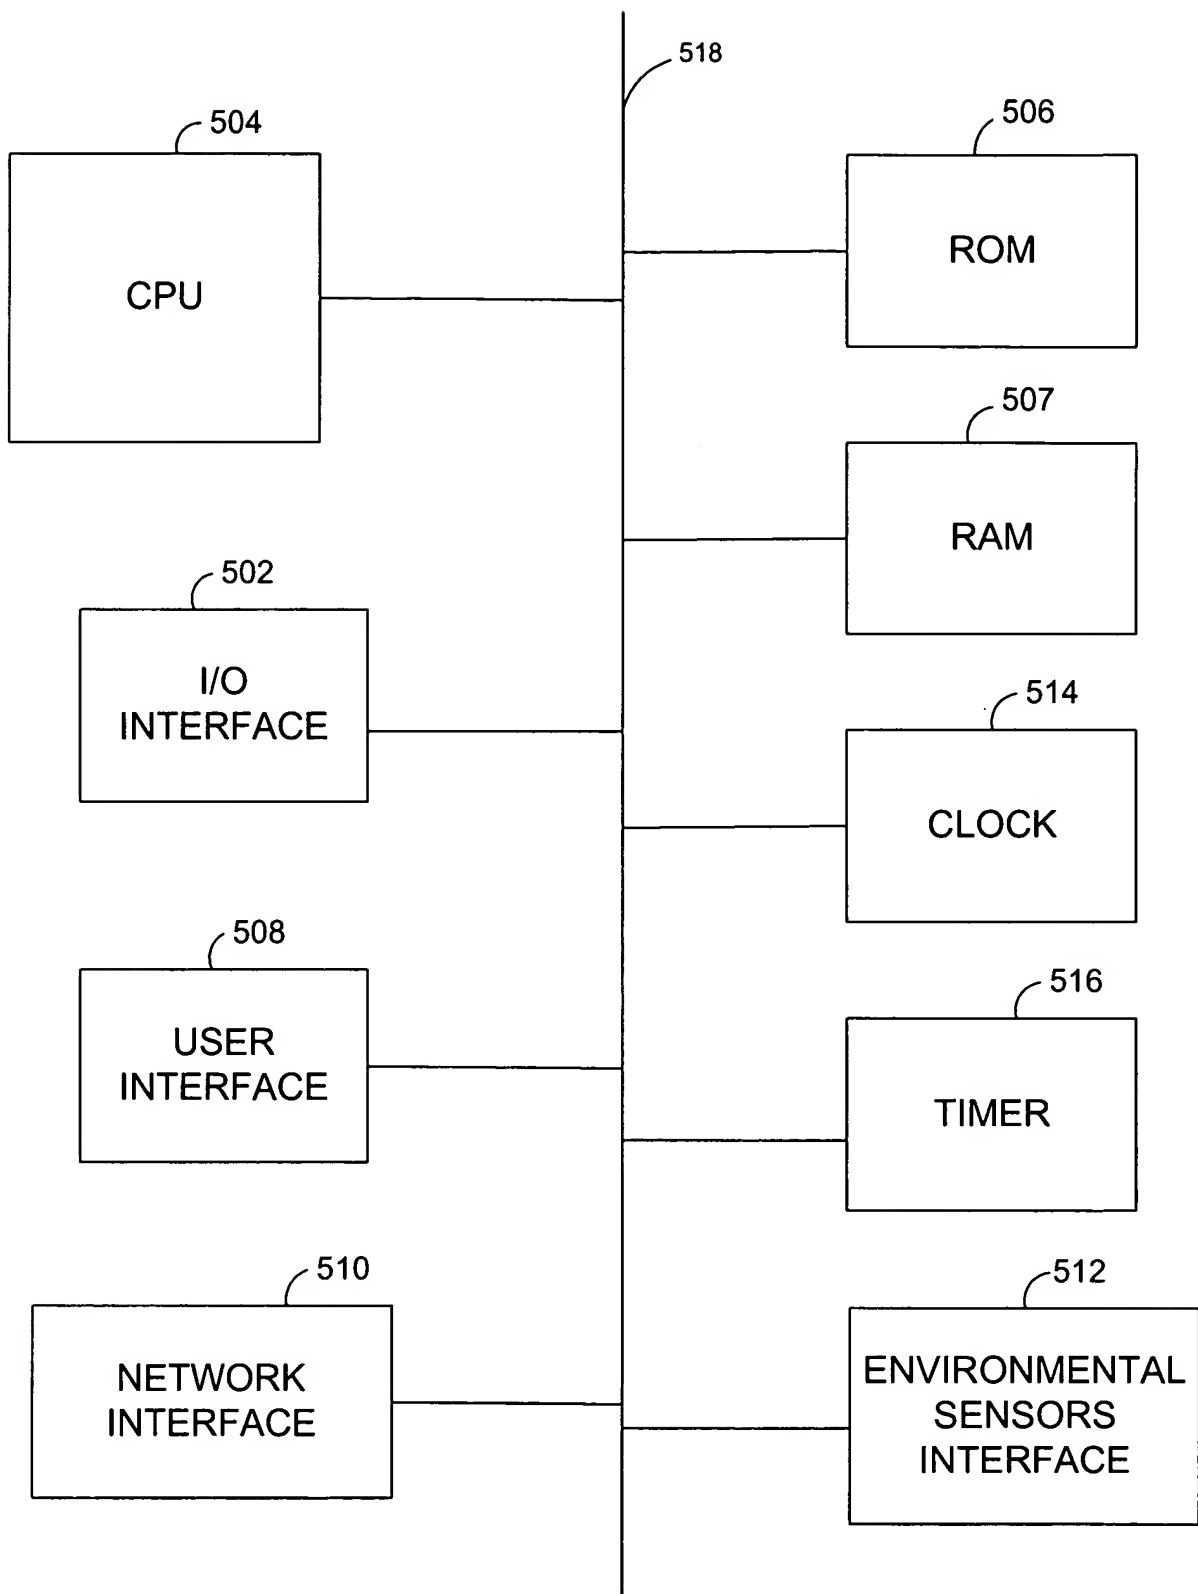 518
504
CPU
506
ROM
507
RAM
502
I/O
INTERFACE
514
CLOCK
508
USER
INTERFACE
516
TIMER
510
NETWORK
INTERFACE
512
ENVIRONMENTAL
SENSORS
INTERFACE